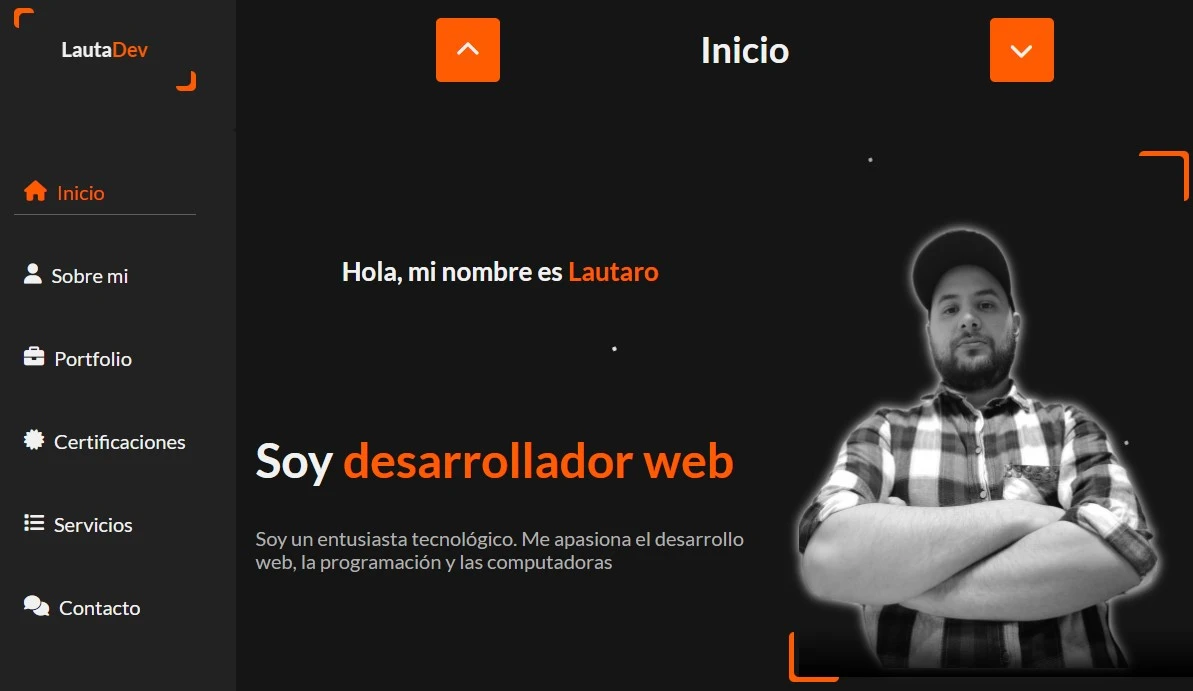 LautaDev
Inicio
Inicio
Sobre mi
Portfolio
Certificaciones
Servicios
Contacto
Hola, mi nombre es Lautaro
Soy desarrollador web
Soy un entusiasta tecnológico. Me apasiona el desarrollo
web, la programación y las computadoras